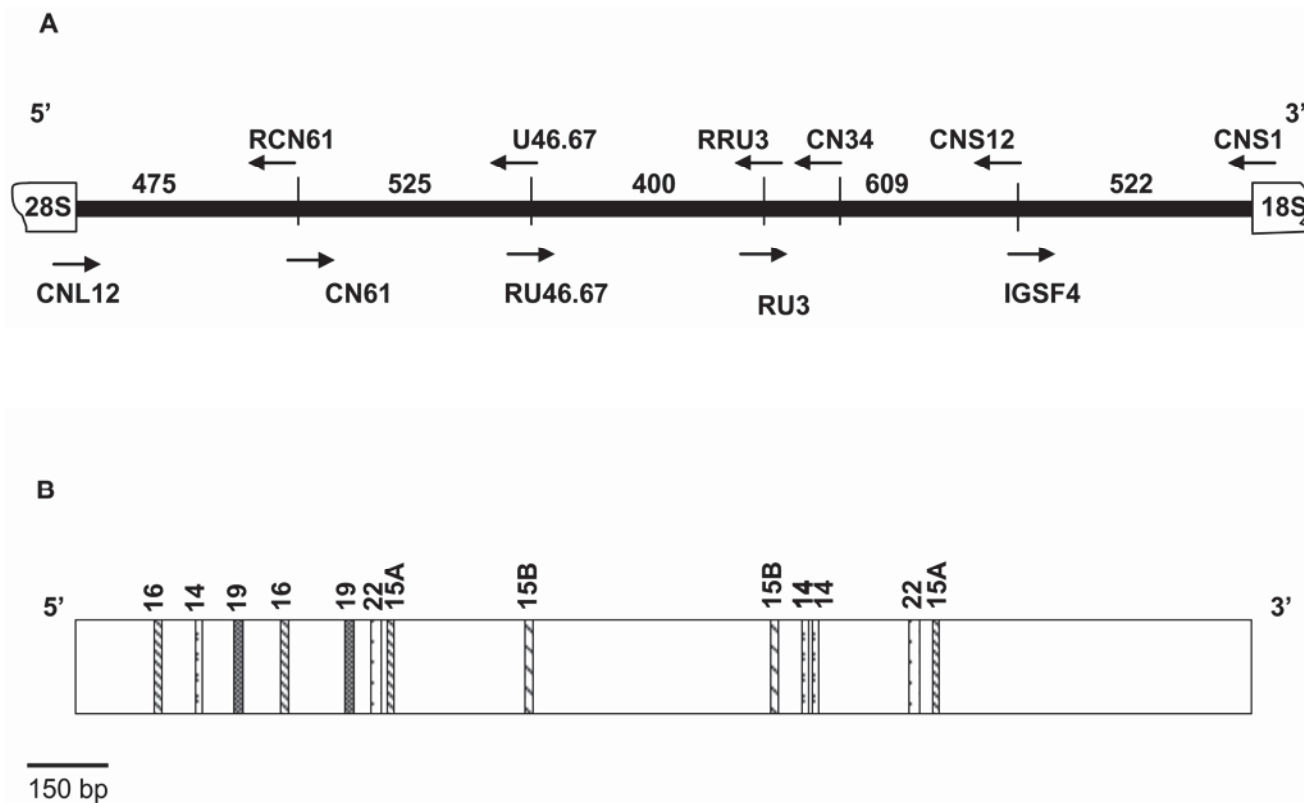 A
5’ 3’
RCN61 U46.67 RRU3 CN34 CNS12 CNS1
475 525 400 609 522
28S 18S
CNL12 CN61 RU46.67 RU3 IGSF4
B
16 14 19 16 19 22 15A 15B 15B 14 14 22 15A
5’ 3’
150 bp